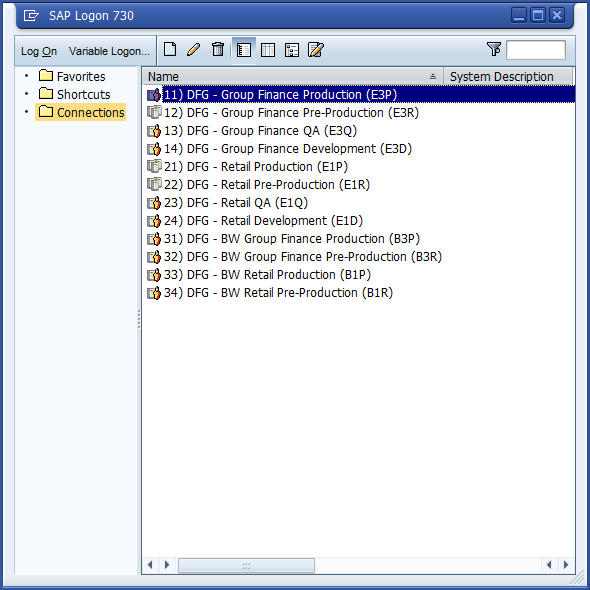 SAP Logon 730
Log On Variable Logon...
Favorites
Shortcuts
Connections
Name System Description
11) DFG - Group Finance Production (E3P)
12) DFG - Group Finance Pre-Production (E3R)
13) DFG - Group Finance QA (E3Q)
14) DFG - Group Finance Development (E3D)
21) DFG - Retail Production (E1P)
22) DFG - Retail Pre-Production (E1R)
23) DFG - Retail QA (E1Q)
24) DFG - Retail Development (E1D)
31) DFG - BW Group Finance Production (B3P)
32) DFG - BW Group Finance Pre-Production (B3R)
33) DFG - BW Retail Production (B1P)
34) DFG - BW Retail Pre-Production (B1R)